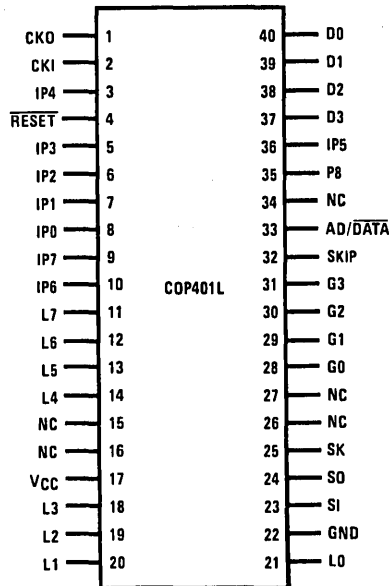 CKO 1 40 D0
CKI 2 39 D1
IP4 3 38 D2
RESET 4 37 D3
IP3 5 36 IP5
IP2 6 35 P8
IP1 7 34 NC
IP0 8 33 AD/DATA
IP7 9 32 SKIP
IP6 10 COP401L 31 G3
L7 11 30 G2
L6 12 29 G1
L5 13 28 G0
L4 14 27 NC
NC 15 26 NC
NC 16 25 SK
VCC 17 24 SO
L3 18 23 SI
L2 19 22 GND
L1 20 21 L0